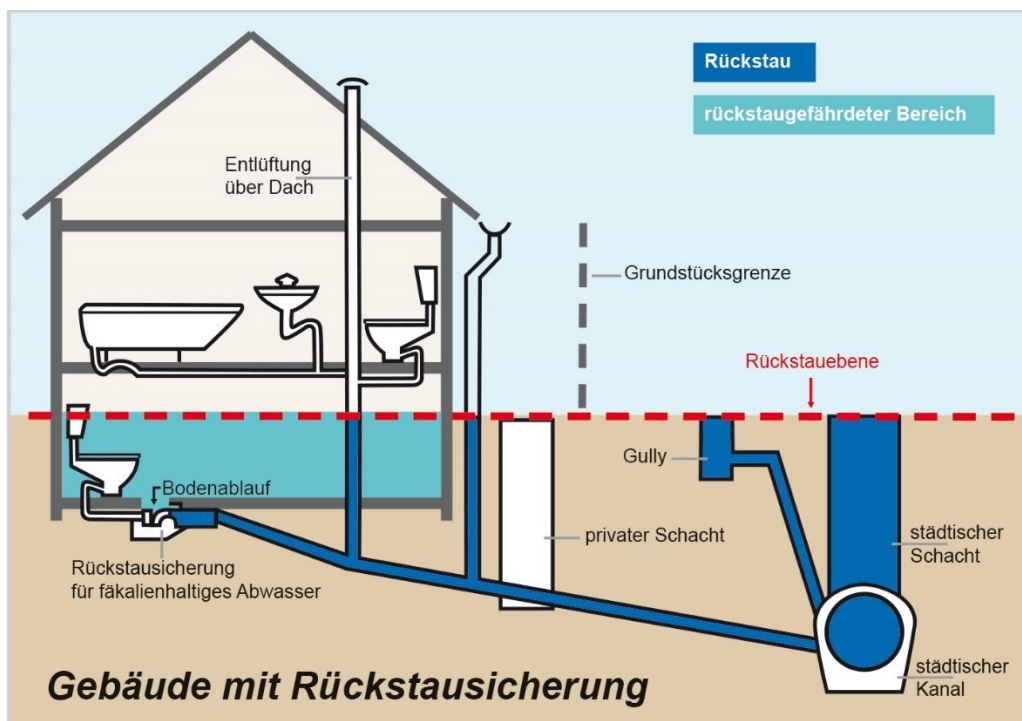 Rückstau
rückstaugefährdeter Bereich
Entlüftung
über Dach
Grundstücksgrenze
Rückstauebene
Gully
Bodenablauf
privater Schacht
städtischer
Schacht
Rückstausicherung
für fäkalienhaltiges Abwasser
städtischer
Kanal
Gebäude mit Rückstausicherung